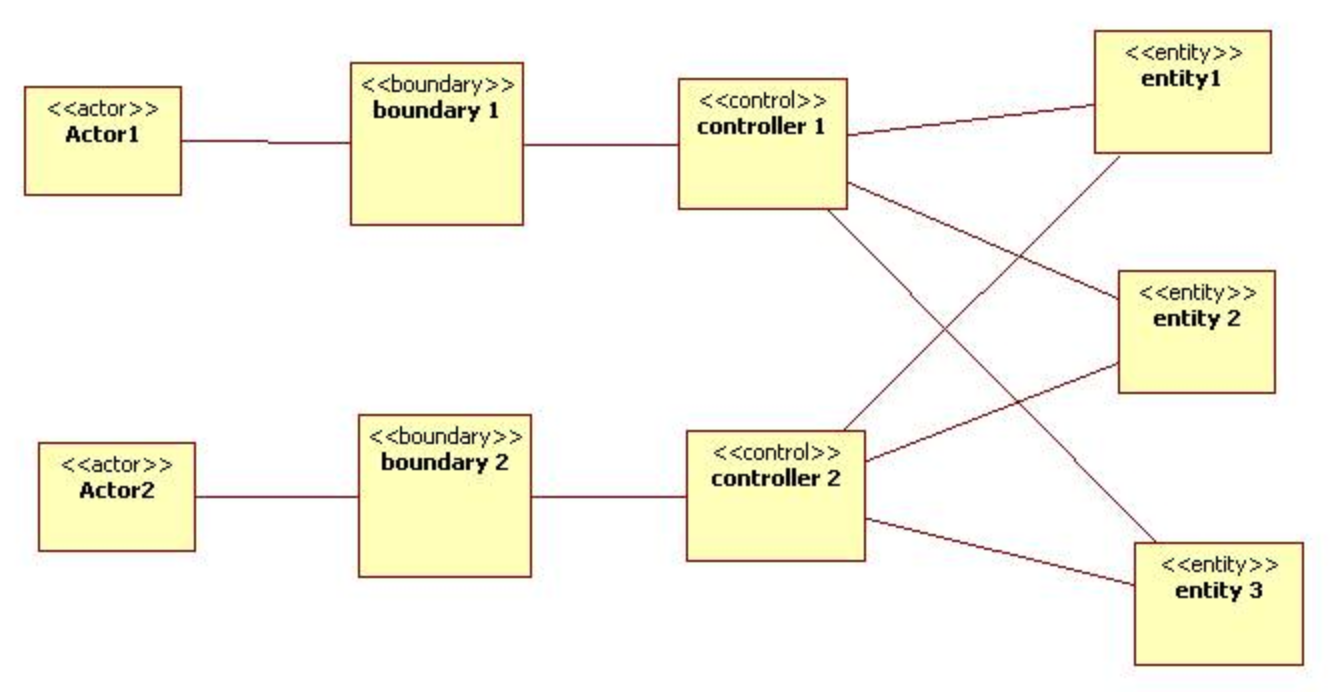 <<actor>>
Actor1
<<boundary>>
boundary 1
<<control>>
controller 1
<<entity>>
entity1
<<entity>>
entity 2
<<actor>>
Actor2
<<boundary>>
boundary 2
<<control>>
controller 2
<<entity>>
entity 3